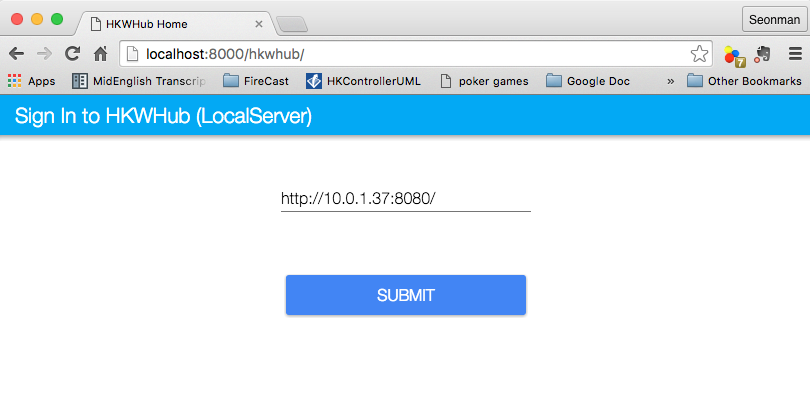 HKWHub Home
Seonman
localhost:8000/hkwhub/
Apps MidEnglish Transcrip FireCast HKControllerUML poker games Google Doc » Other Bookmarks
7
Sign In to HKWHub (LocalServer)
http://10.0.1.37:8080/
SUBMIT